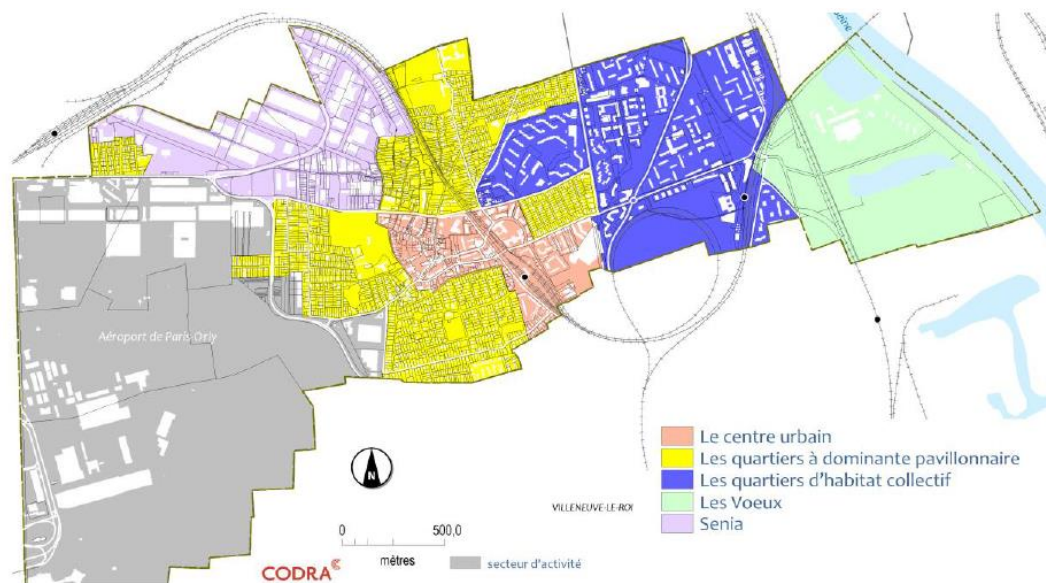 Seine
Aéroport de Paris-Orly
Le centre urbain
Les quartiers à dominante pavillonnaire
Les quartiers d'habitat collectif
Les Voeux
Senia
N
VILLENEUVE-LE-ROI
0 500,0
mètres
secteur d'activité
CODRA